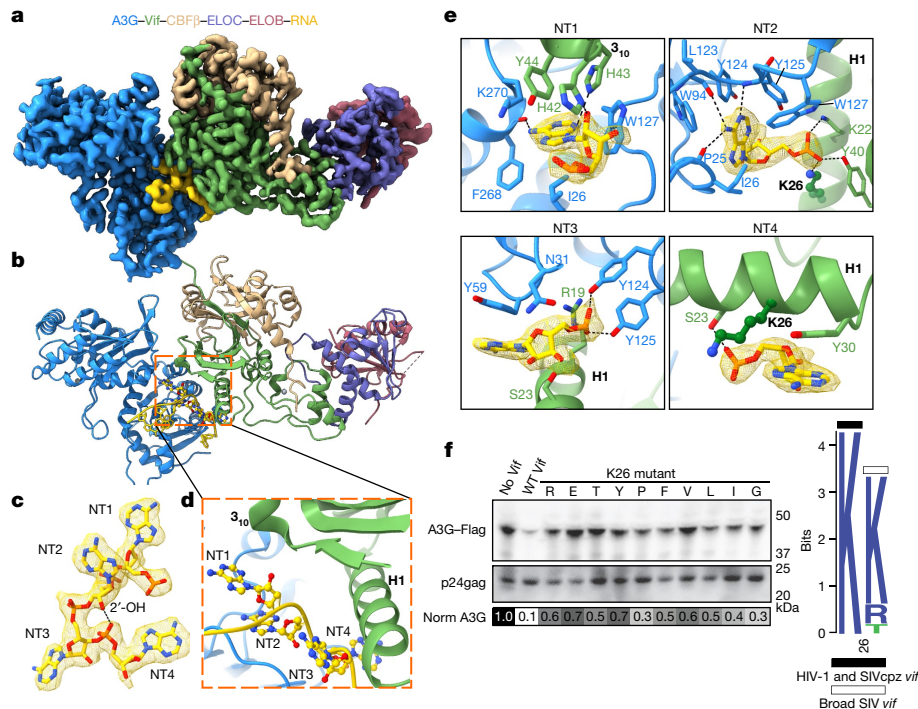 a
A3G–Vif–CBFβ–ELOC–ELOB–RNA
b
c
NT1
NT2
2′-OH
NT3
NT4
d
3₁₀
NT1
H1
NT2
NT4
NT3
e
NT1
3₁₀
Y44
H43
K270
H42
W127
F268
I26
NT2
L123
Y124
Y125
H1
W94
W127
K22
P25
Y40
I26
K26
NT3
N31
Y59
R19
Y124
Y125
S23
H1
NT4
H1
S23
K26
Y30
f
No Vif
WT Vif
K26 mutant
R E T Y P F V L I G
A3G–Flag
50
37
p24gag
25
20
kDa
Norm A3G
1.0 0.1 0.6 0.7 0.5 0.7 0.3 0.5 0.6 0.5 0.4 0.3
4
3
2
1
0
Bits
K K
R
T
26
HIV-1 and SIVcpz vif
Broad SIV vif